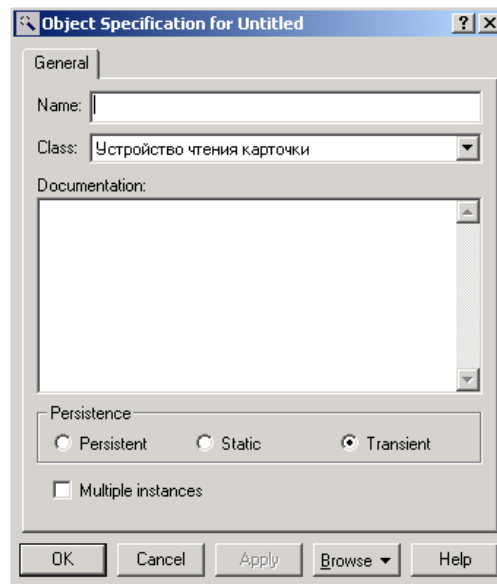 Object Specification for Untitled
General
Name:
Class: Устройство чтения карточки
Documentation:
Persistence
Persistent Static Transient
Multiple instances
OK Cancel Apply Browse Help